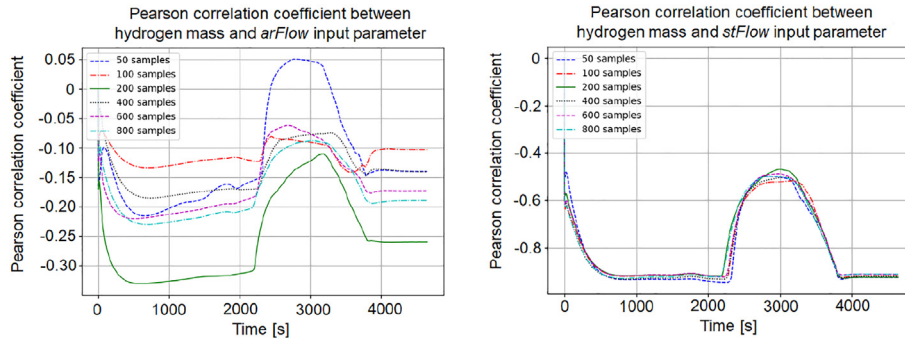 Pearson correlation coefficient between
hydrogen mass and arFlow input parameter
Pearson correlation coefficient
0.05
0
-0.05
-0.10
-0.15
-0.20
-0.25
-0.30
50 samples
100 samples
200 samples
400 samples
600 samples
800 samples
0 1000 2000 3000 4000
Time [s]
Pearson correlation coefficient between
hydrogen mass and stFlow input parameter
Pearson correlation coefficient
0
-0.2
-0.4
-0.6
-0.8
50 samples
100 samples
200 samples
400 samples
600 samples
800 samples
0 1000 2000 3000 4000
Time [s]